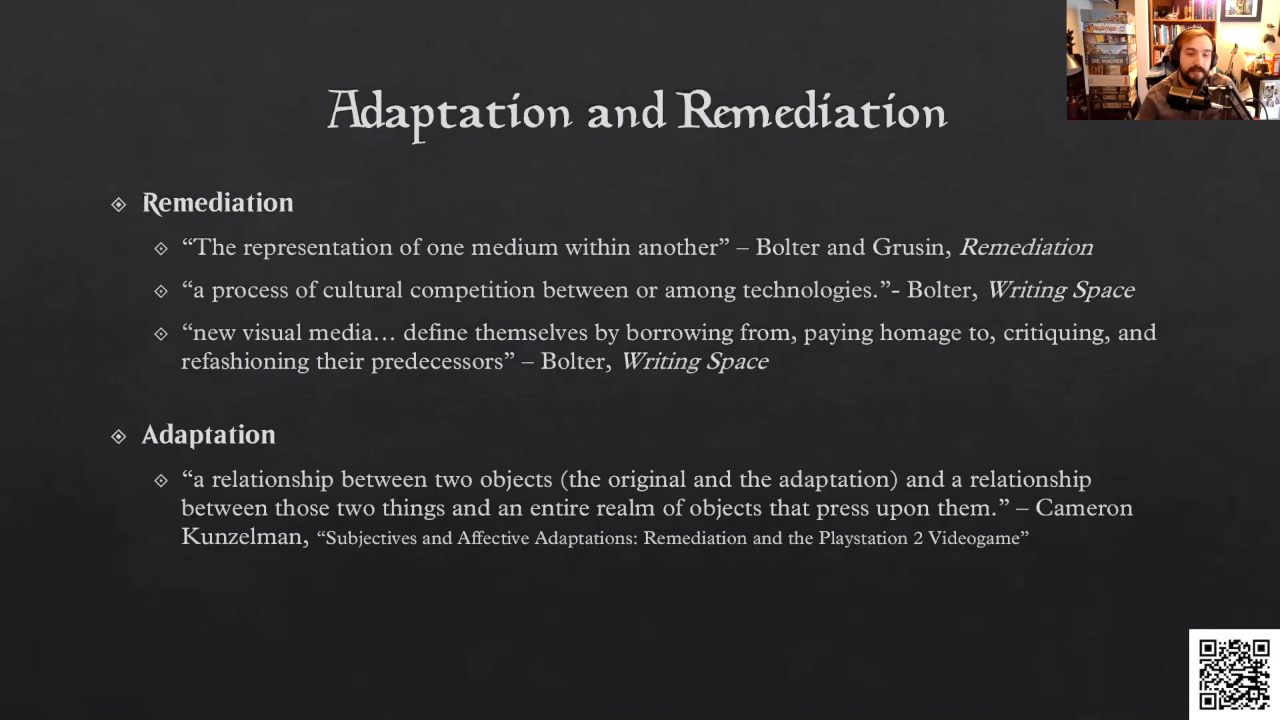 Adaptation and Remediation
DIE MACHER
Remediation
“The representation of one medium within another” – Bolter and Grusin, Remediation
“a process of cultural competition between or among technologies.”- Bolter, Writing Space
“new visual media… define themselves by borrowing from, paying homage to, critiquing, and
refashioning their predecessors” – Bolter, Writing Space
Adaptation
“a relationship between two objects (the original and the adaptation) and a relationship
between those two things and an entire realm of objects that press upon them.” – Cameron
Kunzelman, “Subjectives and Affective Adaptations: Remediation and the Playstation 2 Videogame”